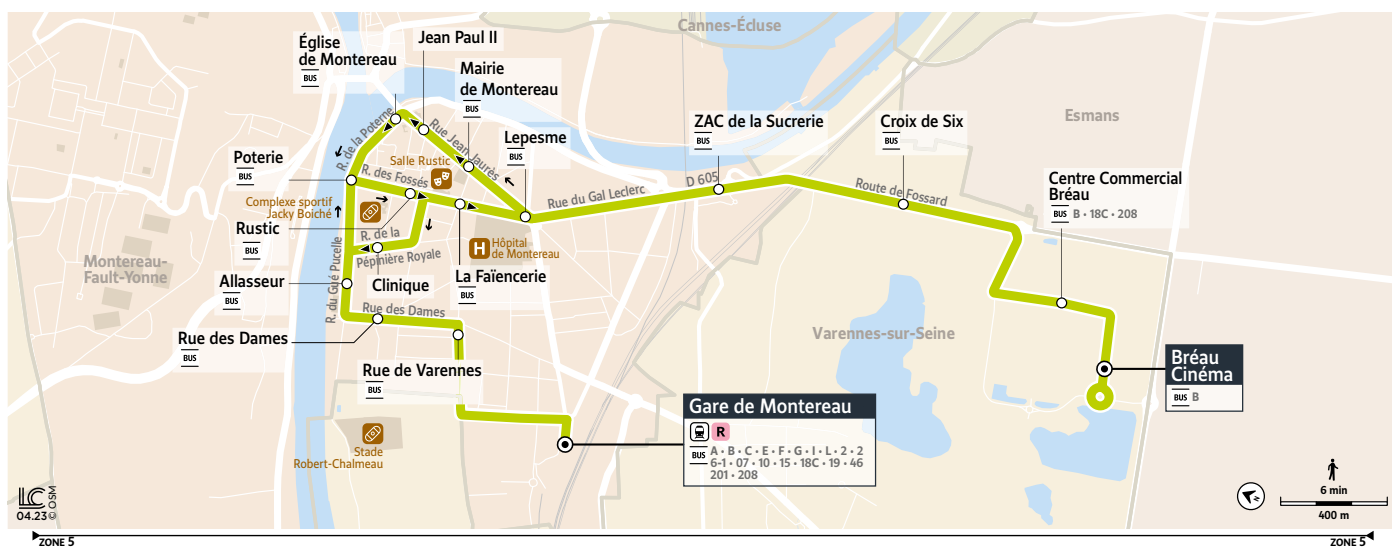 Cannes-Écluse
Église
de Montereau
BUS
Jean Paul II
Mairie
de Montereau
BUS
Lepesme
BUS
ZAC de la Sucrerie
BUS
Croix de Six
BUS
Esmans
Centre Commercial
Bréau
BUS B • 18C • 208
Poterie
BUS
R. de la Poterne
Rue Jean Jaurès
Salle Rustic
R. des Fossés
Rue du Gal Leclerc
D 605
Route de Fossard
Complexe sportif
Jacky Boiché
Rustic
BUS
R. de la
Pépinière Royale
H
Hôpital
de Montereau
Montereau-
Fault-Yonne
Allasseur
BUS
R. du Gué Pucelle
Clinique
La Faïencerie
BUS
Rue des Dames
Rue des Dames
BUS
Varennes-sur-Seine
Rue de Varennes
BUS
Bréau
Cinéma
BUS B
Gare de Montereau
R
BUS A • B • C • E • F • G • I • L • 2 • 2
6-1 • 07 • 10 • 15 • 18C • 19 • 46
201 • 208
Stade
Robert-Chalmeau
LC
04.23 © OSM
N
6 min
400 m
ZONE 5
ZONE 5